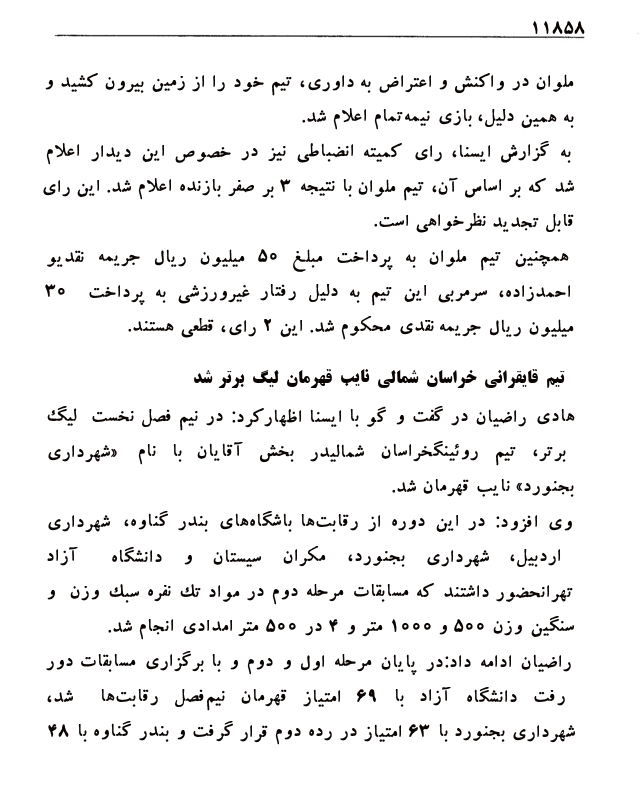 ۱۱۸۵۸
ملوان در واکنش و اعتراض به داوری، تیم خود را از زمین بیرون کشید و
به همین دلیل، بازی نیمه‌تمام اعلام شد.
به گزارش ایسنا، رای کمیته انضباطی نیز در خصوص این دیدار اعلام
شد که بر اساس آن، تیم ملوان با نتیجه ۳ بر صفر بازنده اعلام شد. این رای
قابل تجدید نظرخواهی است.
همچنین تیم ملوان به پرداخت مبلغ ۵۰ میلیون ریال جریمه نقدیو
احمدزاده، سرمربی این تیم به دلیل رفتار غیرورزشی به پرداخت ۳۰
میلیون ریال جریمه نقدی محکوم شد. این ۲ رای، قطعی هستند.
تیم قایقرانی خراسان شمالی نایب قهرمان لیگ برتر شد
هادی راضیان در گفت و گو با ایسنا اظهارکرد: در نیم فصل نخست لیگ
برتر، تیم روئینگخراسان شمالیدر بخش آقایان با نام «شهرداری
بجنورد» نایب قهرمان شد.
وی افزود: در این دوره از رقابت‌ها باشگاه‌های بندر گناوه، شهرداری
اردبیل، شهرداری بجنورد، مکران سیستان و دانشگاه آزاد
تهرانحضور داشتند که مسابقات مرحله دوم در مواد تك نفره سبك وزن و
سنگین وزن ۵۰۰ و ۱۰۰۰ متر و ۴ در ۵۰۰ متر امدادی انجام شد.
راضیان ادامه داد:در پایان مرحله اول و دوم و با برگزاری مسابقات دور
رفت دانشگاه آزاد با ۶۹ امتیاز قهرمان نیم‌فصل رقابت‌ها شد،
شهرداری بجنورد با ۶۳ امتیاز در رده دوم قرار گرفت و بندر گناوه با ۴۸